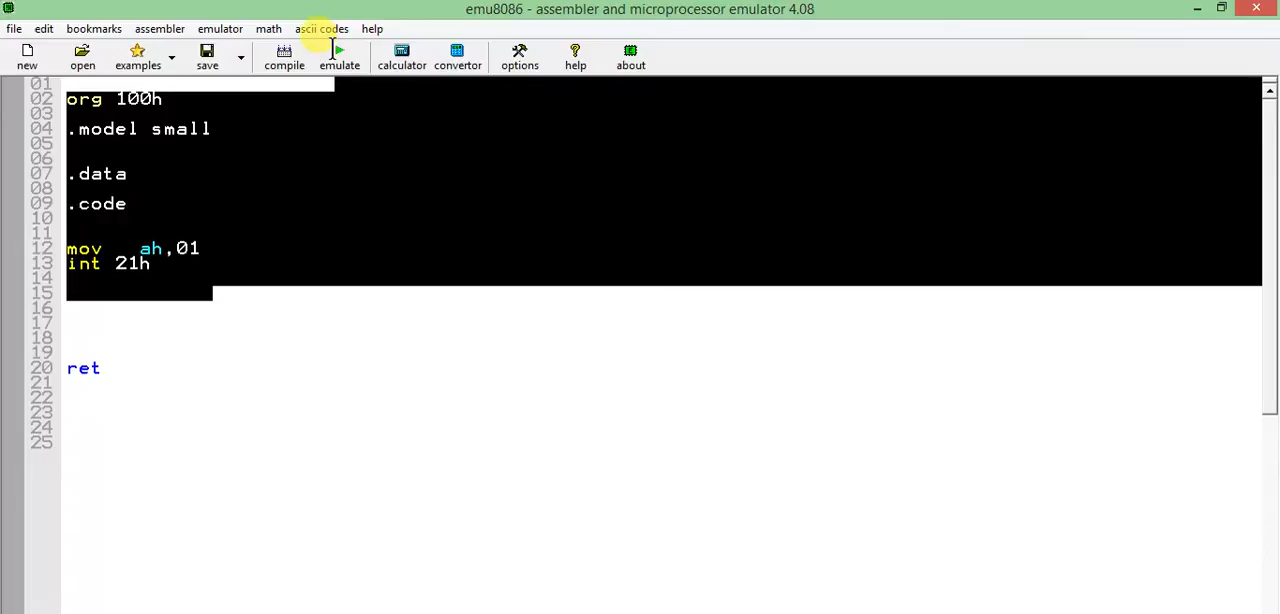 emu8086 - assembler and microprocessor emulator 4.08
file edit bookmarks assembler emulator math ascii codes help
new open examples save compile emulate calculator convertor options help about
01
02 org 100h
03
04 .model small
05
06
07 .data
08
09 .code
10
11
12 mov ah,01
13 int 21h
14
15
16
17
18
19
20 ret
21
22
23
24
25